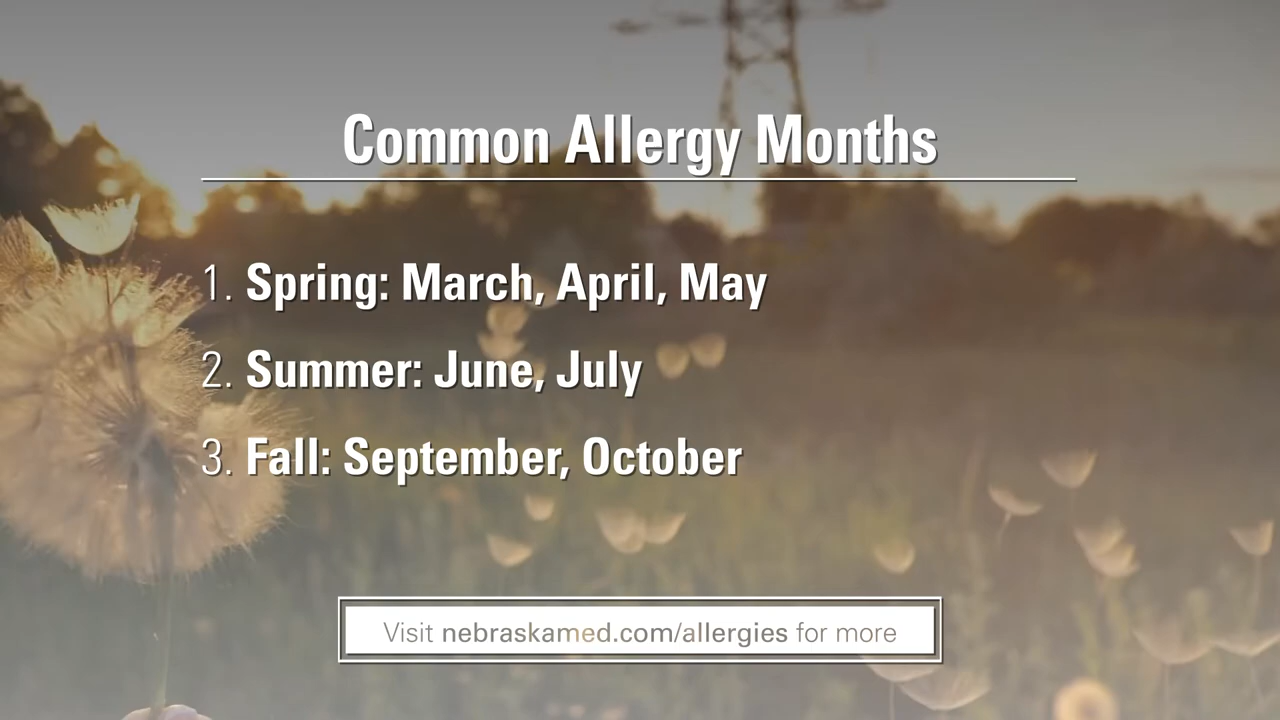 Common Allergy Months
1. Spring: March, April, May
2. Summer: June, July
3. Fall: September, October
Visit nebraskamed.com/allergies for more